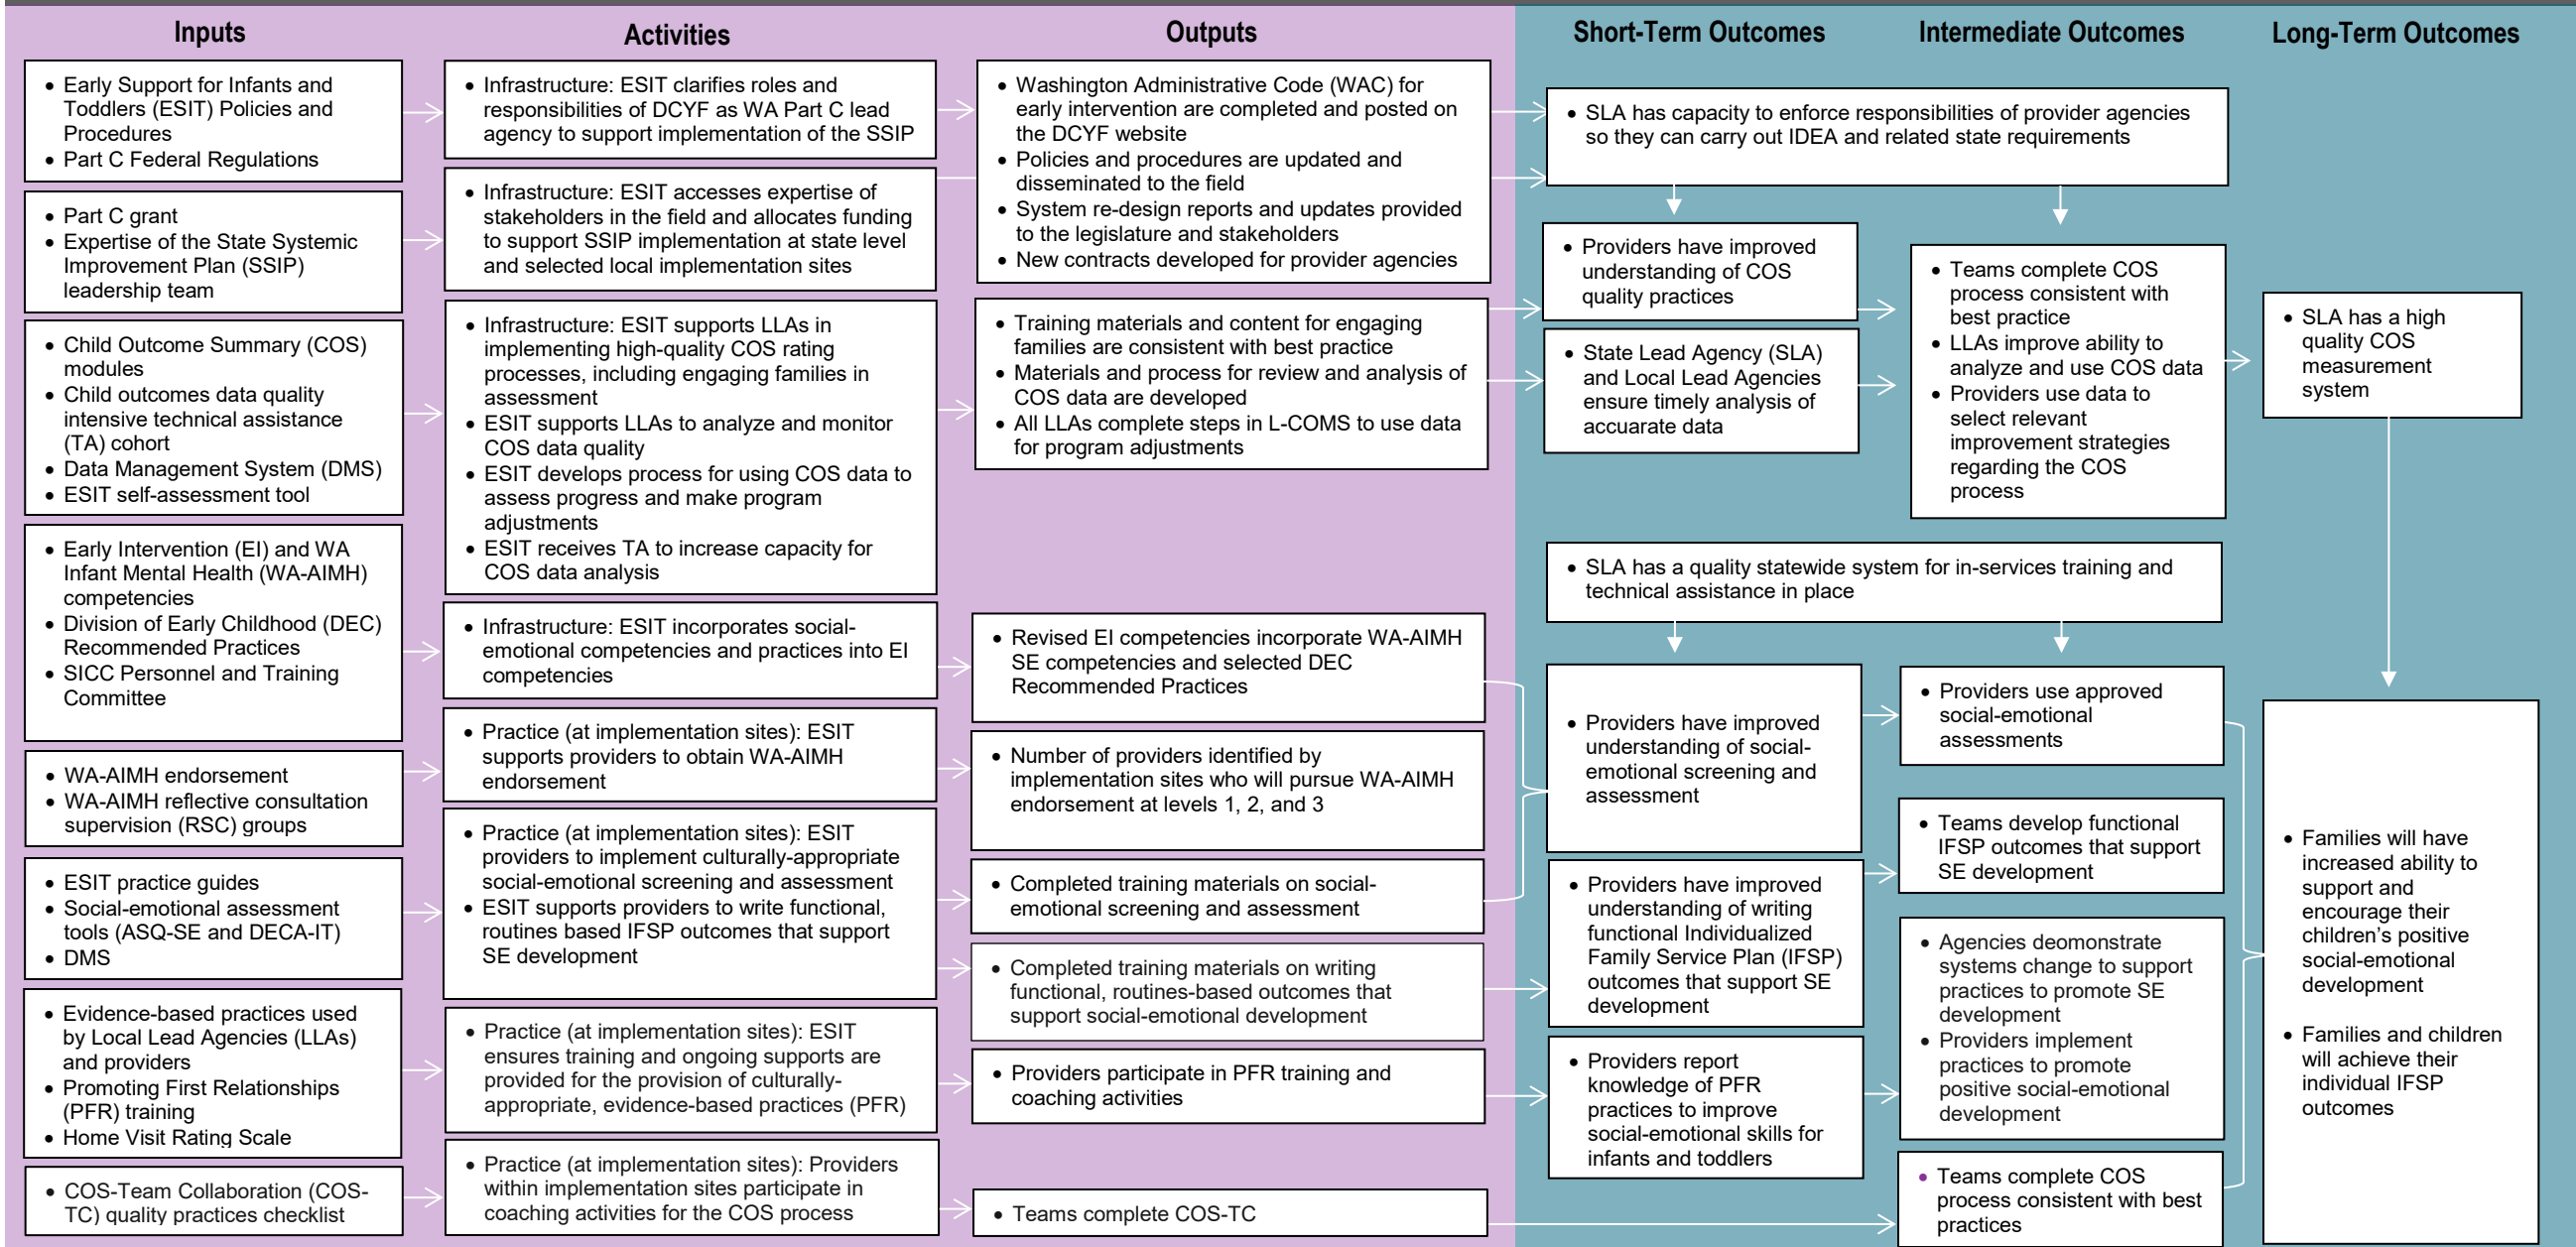 Inputs
Activities
Outputs
Short-Term Outcomes
Intermediate Outcomes
Long-Term Outcomes
• Early Support for Infants and
Toddlers (ESIT) Policies and
Procedures
• Part C Federal Regulations
• Part C grant
• Expertise of the State Systemic
Improvement Plan (SSIP)
leadership team
• Child Outcome Summary (COS)
modules
• Child outcomes data quality
intensive technical assistance
(TA) cohort
• Data Management System (DMS)
• ESIT self-assessment tool
• Early Intervention (EI) and WA
Infant Mental Health (WA-AIMH)
competencies
• Division of Early Childhood (DEC)
Recommended Practices
• SICC Personnel and Training
Committee
• WA-AIMH endorsement
• WA-AIMH reflective consultation
supervision (RSC) groups
• ESIT practice guides
• Social-emotional assessment
tools (ASQ-SE and DECA-IT)
• DMS
• Evidence-based practices used
by Local Lead Agencies (LLAs)
and providers
• Promoting First Relationships
(PFR) training
• Home Visit Rating Scale
• COS-Team Collaboration (COS-
TC) quality practices checklist
• Infrastructure: ESIT clarifies roles and
responsibilities of DCYF as WA Part C lead
agency to support implementation of the SSIP
• Infrastructure: ESIT accesses expertise of
stakeholders in the field and allocates funding
to support SSIP implementation at state level
and selected local implementation sites
• Infrastructure: ESIT supports LLAs in
implementing high-quality COS rating
processes, including engaging families in
assessment
• ESIT supports LLAs to analyze and monitor
COS data quality
• ESIT develops process for using COS data to
assess progress and make program
adjustments
• ESIT receives TA to increase capacity for
COS data analysis
• Infrastructure: ESIT incorporates social-
emotional competencies and practices into EI
competencies
• Practice (at implementation sites): ESIT
supports providers to obtain WA-AIMH
endorsement
• Practice (at implementation sites): ESIT
providers to implement culturally-appropriate
social-emotional screening and assessment
• ESIT supports providers to write functional,
routines based IFSP outcomes that support
SE development
• Practice (at implementation sites): ESIT
ensures training and ongoing supports are
provided for the provision of culturally-
appropriate, evidence-based practices (PFR)
• Practice (at implementation sites): Providers
within implementation sites participate in
coaching activities for the COS process
• Washington Administrative Code (WAC) for
early intervention are completed and posted on
the DCYF website
• Policies and procedures are updated and
disseminated to the field
• System re-design reports and updates provided
to the legislature and stakeholders
• New contracts developed for provider agencies
• Training materials and content for engaging
families are consistent with best practice
• Materials and process for review and analysis of
COS data are developed
• All LLAs complete steps in L-COMS to use data
for program adjustments
• Revised EI competencies incorporate WA-AIMH
SE competencies and selected DEC
Recommended Practices
• Number of providers identified by
implementation sites who will pursue WA-AIMH
endorsement at levels 1, 2, and 3
• Completed training materials on social-
emotional screening and assessment
• Completed training materials on writing
functional, routines-based outcomes that
support social-emotional development
• Providers participate in PFR training and
coaching activities
• Teams complete COS-TC
• SLA has capacity to enforce responsibilities of provider agencies
so they can carry out IDEA and related state requirements
• Providers have improved
understanding of COS
quality practices
• State Lead Agency (SLA)
and Local Lead Agencies
ensure timely analysis of
accuarate data
• Teams complete COS
process consistent with
best practice
• LLAs improve ability to
analyze and use COS data
• Providers use data to
select relevant
improvement strategies
regarding the COS
process
• SLA has a high
quality COS
measurement
system
• SLA has a quality statewide system for in-services training and
technical assistance in place
• Providers have improved
understanding of social-
emotional screening and
assessment
• Providers have improved
understanding of writing
functional Individualized
Family Service Plan (IFSP)
outcomes that support SE
development
• Providers report
knowledge of PFR
practices to improve
social-emotional skills for
infants and toddlers
• Providers use approved
social-emotional
assessments
• Teams develop functional
IFSP outcomes that support
SE development
• Agencies deomonstrate
systems change to support
practices to promote SE
development
• Providers implement
practices to promote
positive social-emotional
development
• Teams complete COS
process consistent with best
practices
• Families will have
increased ability to
support and
encourage their
children’s positive
social-emotional
development
• Families and children
will achieve their
individual IFSP
outcomes